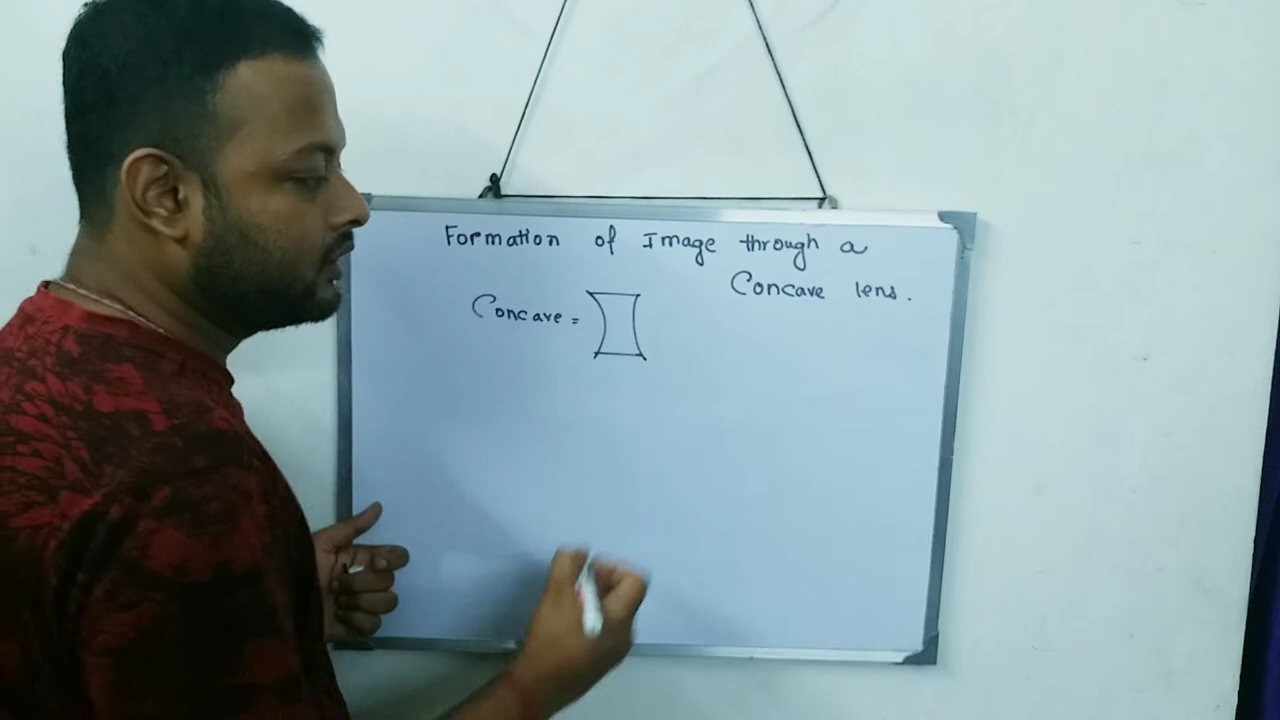 Formation of Image through a
Concave lens.
Concave =